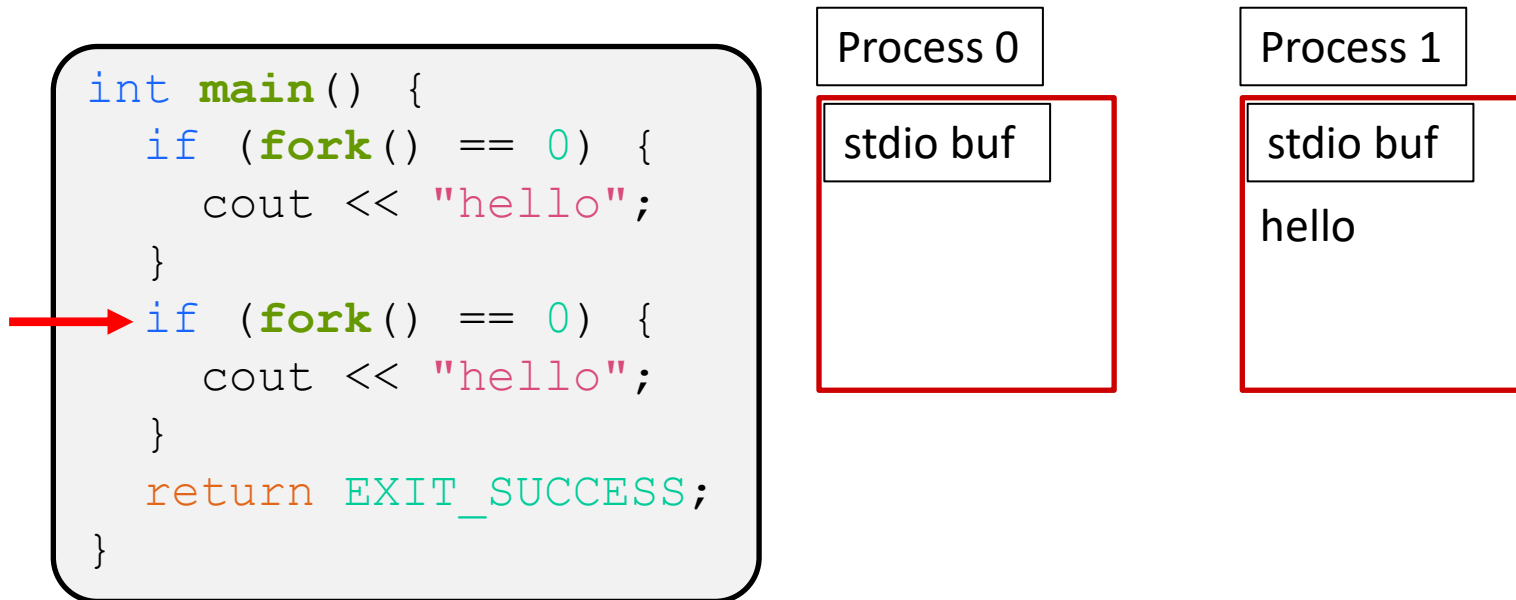 int main() {
  if (fork() == 0) {
    cout << "hello";
  }
  if (fork() == 0) {
    cout << "hello";
  }
  return EXIT_SUCCESS;
}
Process 0
stdio buf
Process 1
stdio buf
hello